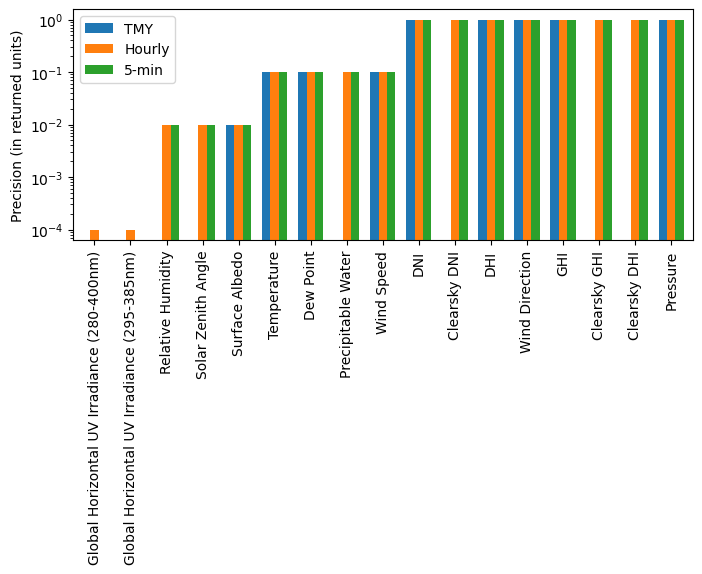 Precision (in returned units)
10⁰
10⁻¹
10⁻²
10⁻³
10⁻⁴
TMY
Hourly
5-min
Global Horizontal UV Irradiance (280-400nm)
Global Horizontal UV Irradiance (295-385nm)
Relative Humidity
Solar Zenith Angle
Surface Albedo
Temperature
Dew Point
Precipitable Water
Wind Speed
DNI
Clearsky DNI
DHI
Wind Direction
GHI
Clearsky GHI
Clearsky DHI
Pressure